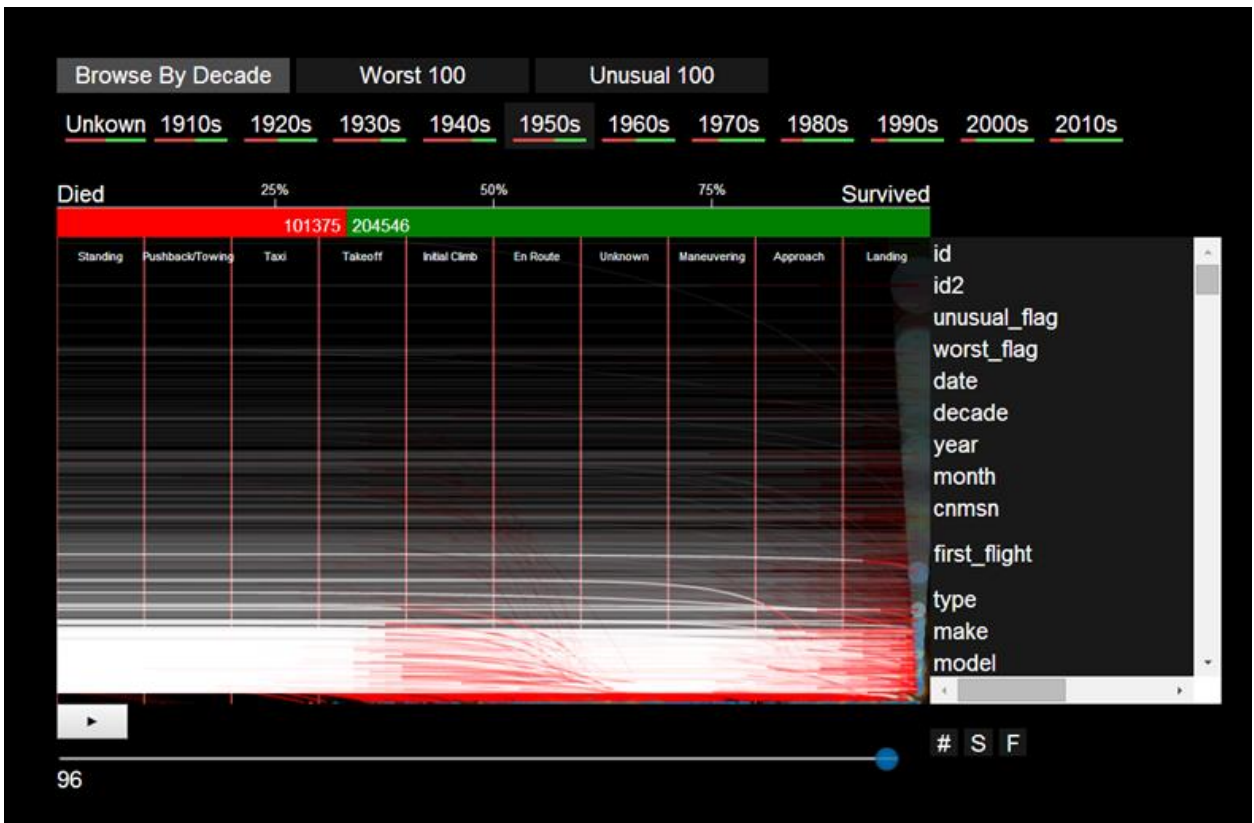 Browse By Decade Worst 100 Unusual 100
Unkown 1910s 1920s 1930s 1940s 1950s 1960s 1970s 1980s 1990s 2000s 2010s
Died 25% 50% 75% Survived
101375 204546
Standing Pushback/Towing Taxi Takeoff Initial Climb En Route Unknown Maneuvering Approach Landing
id
id2
unusual_flag
worst_flag
date
decade
year
month
cnmsn
first_flight
type
make
model
# S F
96